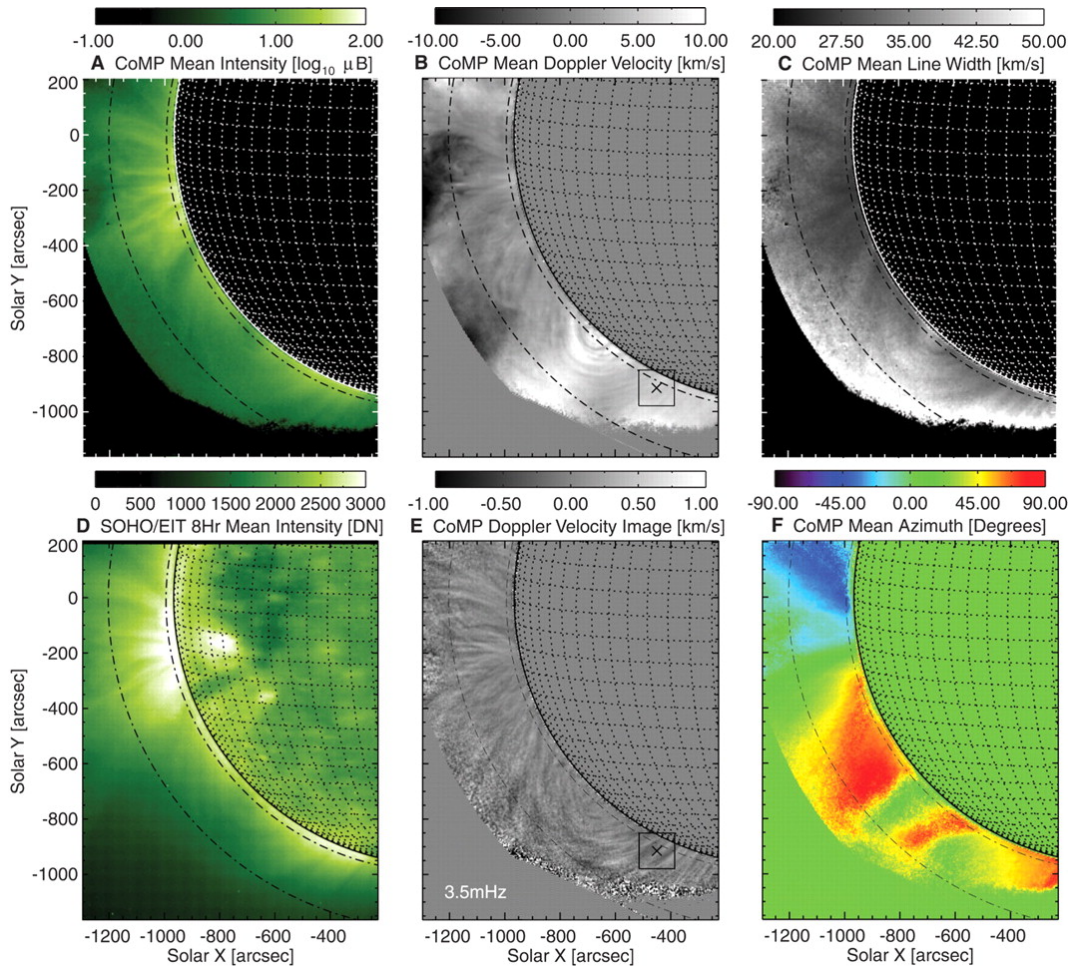 -1.00 0.00 1.00 2.00
A CoMP Mean Intensity [log10 μB]
-10.00 -5.00 0.00 5.00 10.00
B CoMP Mean Doppler Velocity [km/s]
20.00 27.50 35.00 42.50 50.00
C CoMP Mean Line Width [km/s]
200
0
-200
-400
-600
-800
-1000
Solar Y [arcsec]
0 500 1000 1500 2000 2500 3000
D SOHO/EIT 8Hr Mean Intensity [DN]
-1.00 -0.50 0.00 0.50 1.00
E CoMP Doppler Velocity Image [km/s]
-90.00 -45.00 0.00 45.00 90.00
F CoMP Mean Azimuth [Degrees]
200
0
-200
-400
-600
-800
-1000
Solar Y [arcsec]
3.5mHz
-1200 -1000 -800 -600 -400
Solar X [arcsec]
-1200 -1000 -800 -600 -400
Solar X [arcsec]
-1200 -1000 -800 -600 -400
Solar X [arcsec]